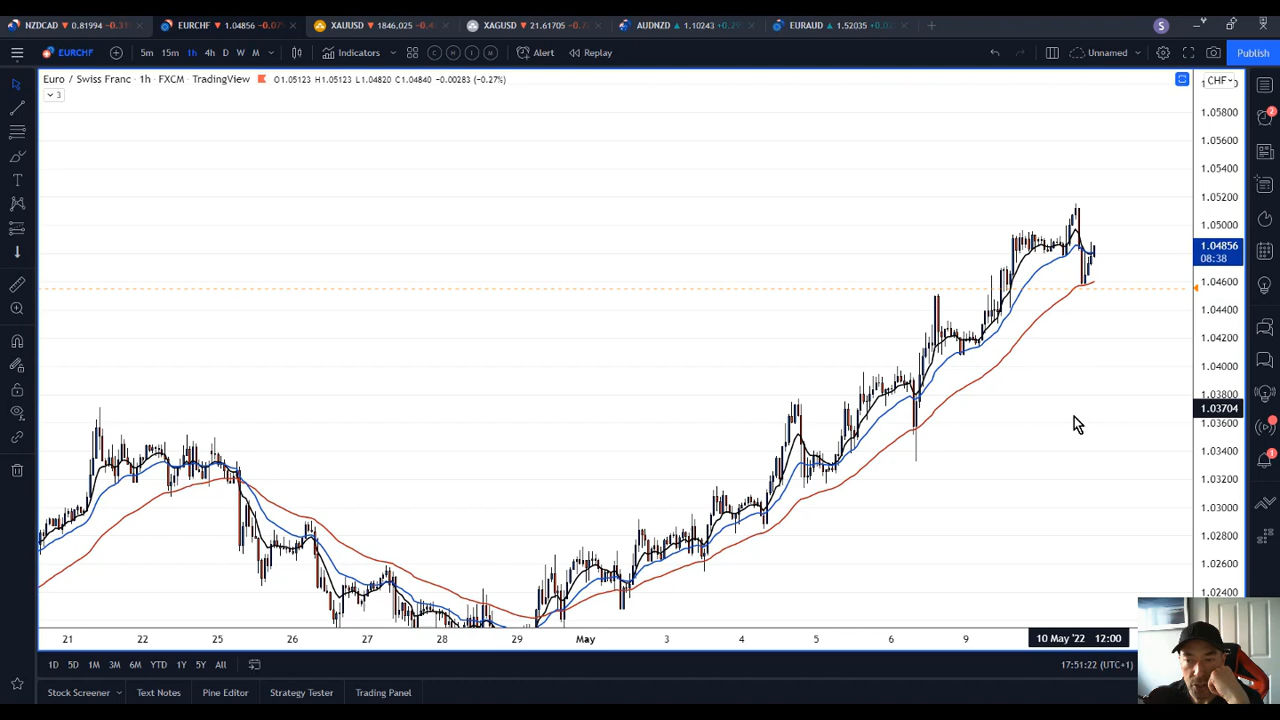 NZDCAD 0.81994
EURCHF 1.04856
XAUUSD 1846.025
XAGUSD 21.61705
AUDNZD 1.10243
EURAUD 1.52035
S
EURCHF 5m 15m 1h 4h D W M Indicators Alert Replay Unnamed Publish
Euro / Swiss Franc · 1h · FXCM · TradingView O1.05123 H1.05123 L1.04820 C1.04840 −0.00283 (−0.27%)
CHF
3
1.05800
1.05600
1.05400
1.05200
1.05000
1.04856
08:38
1.04600
1.04400
1.04200
1.04000
1.03800
1.03704
1.03600
1.03400
1.03200
1.03000
1.02800
1.02600
1.02400
21 22 25 26 27 28 29 May 3 4 5 6 9 10 May '22 12:00
1D 5D 1M 3M 6M YTD 1Y 5Y All 17:51:22 (UTC+1)
Stock Screener Text Notes Pine Editor Strategy Tester Trading Panel